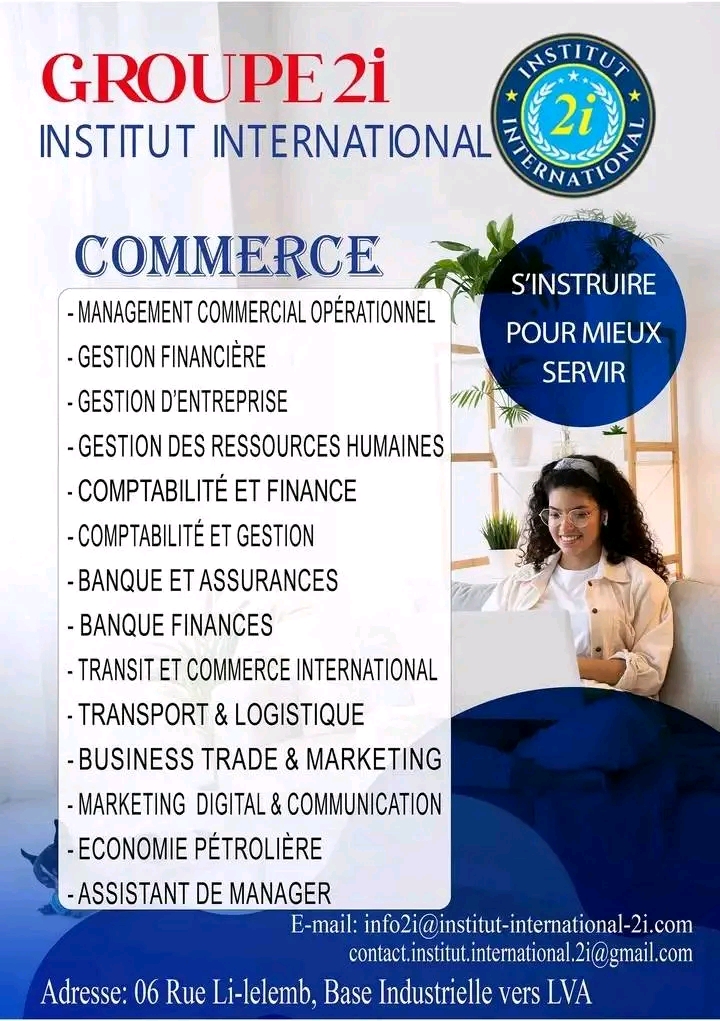 GROUPE 2i
INSTITUT INTERNATIONAL
INSTITUT
2i
INTERNATIONAL
COMMERCE
S'INSTRUIRE
POUR MIEUX
SERVIR
- MANAGEMENT COMMERCIAL OPÉRATIONNEL
- GESTION FINANCIÈRE
- GESTION D'ENTREPRISE
- GESTION DES RESSOURCES HUMAINES
- COMPTABILITÉ ET FINANCE
- COMPTABILITÉ ET GESTION
- BANQUE ET ASSURANCES
- BANQUE FINANCES
- TRANSIT ET COMMERCE INTERNATIONAL
- TRANSPORT & LOGISTIQUE
- BUSINESS TRADE & MARKETING
- MARKETING DIGITAL & COMMUNICATION
- ECONOMIE PÉTROLIÈRE
- ASSISTANT DE MANAGER
E-mail: info2i@institut-international-2i.com
contact.institut.international.2i@gmail.com
Adresse: 06 Rue Li-lelemb, Base Industrielle vers LVA